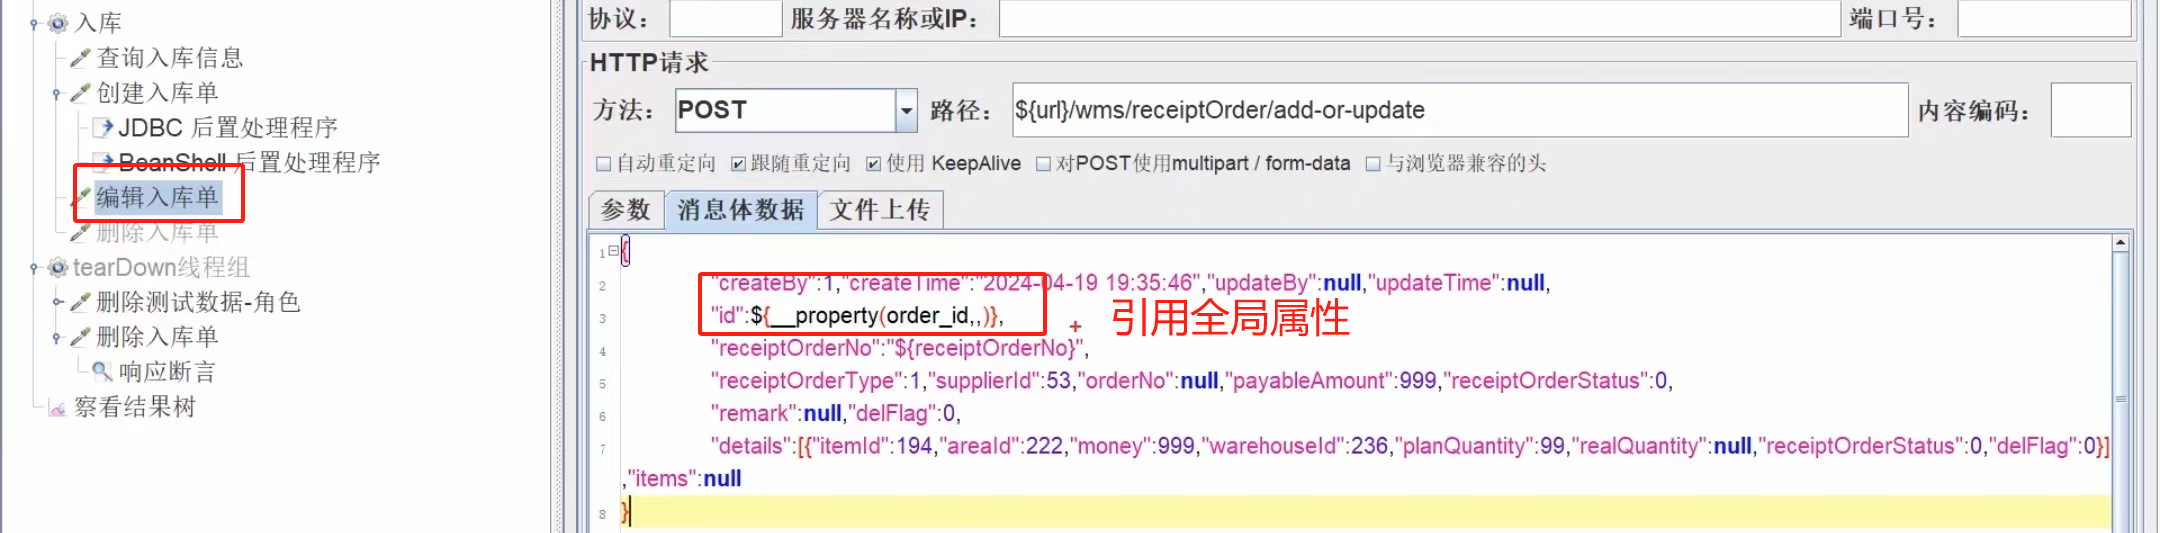 入库
查询入库信息
创建入库单
JDBC 后置处理程序
BeanShell 后置处理程序
编辑入库单
删除入库单
tearDown线程组
删除测试数据-角色
删除入库单
响应断言
察看结果树
协议： 服务器名称或IP： 端口号：
HTTP请求
方法： POST 路径： ${url}/wms/receiptOrder/add-or-update 内容编码：
自动重定向 跟随重定向 使用 KeepAlive 对POST使用multipart / form-data 与浏览器兼容的头
参数 消息体数据 文件上传
1 {
2 "createBy":1,"createTime":"2024-04-19 19:35:46","updateBy":null,"updateTime":null,
3 "id":${__property(order_id,,)},
引用全局属性
4 "receiptOrderNo":"${receiptOrderNo}",
5 "receiptOrderType":1,"supplierId":53,"orderNo":null,"payableAmount":999,"receiptOrderStatus":0,
6 "remark":null,"delFlag":0,
7 "details":[{"itemId":194,"areaId":222,"money":999,"warehouseId":236,"planQuantity":99,"realQuantity":null,"receiptOrderStatus":0,"delFlag":0}]
,"items":null
8 }